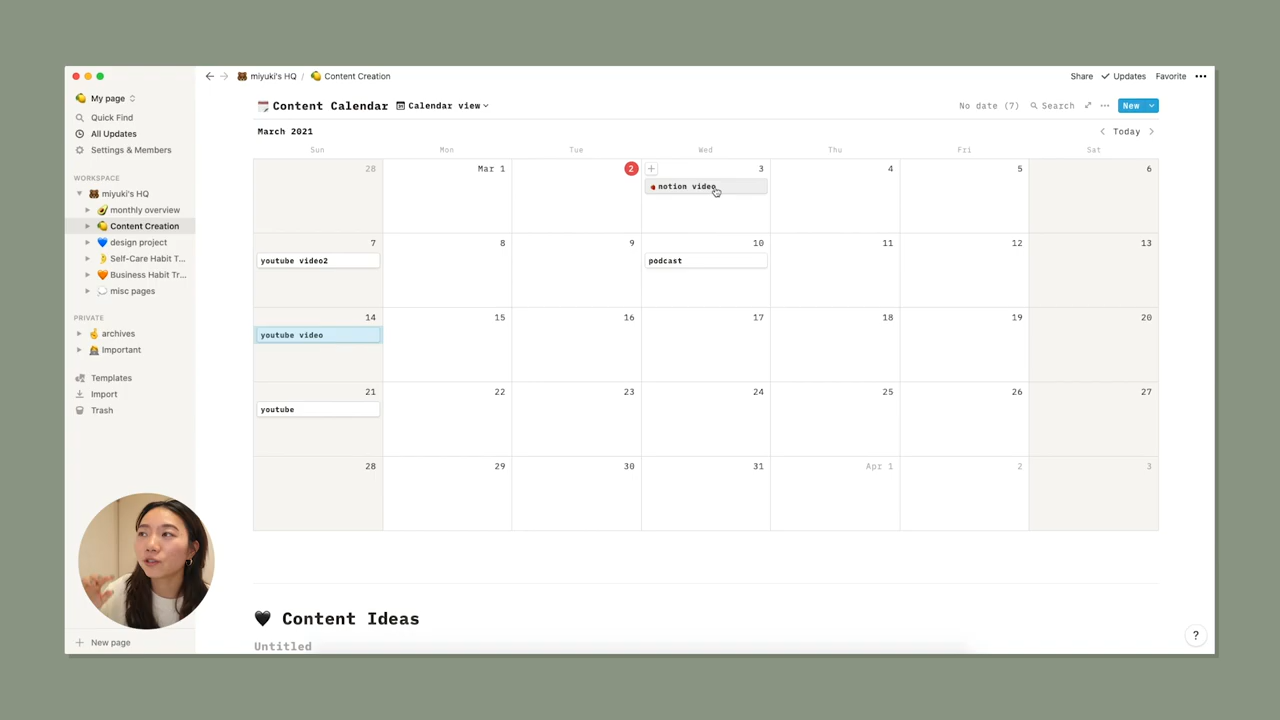 My page
Quick Find
All Updates
Settings & Members
WORKSPACE
miyuki's HQ
monthly overview
Content Creation
design project
Self-Care Habit T...
Business Habit Tr...
misc pages
PRIVATE
archives
Important
Templates
Import
Trash
New page
miyuki's HQ / Content Creation
Share Updates Favorite
Content Calendar Calendar view
No date (7) Search New
March 2021
Today
Sun Mon Tue Wed Thu Fri Sat
28 Mar 1 2 3 4 5 6
notion video
7 8 9 10 11 12 13
youtube video2 podcast
14 15 16 17 18 19 20
youtube video
21 22 23 24 25 26 27
youtube
28 29 30 31 Apr 1 2 3
Content Ideas
Untitled
?